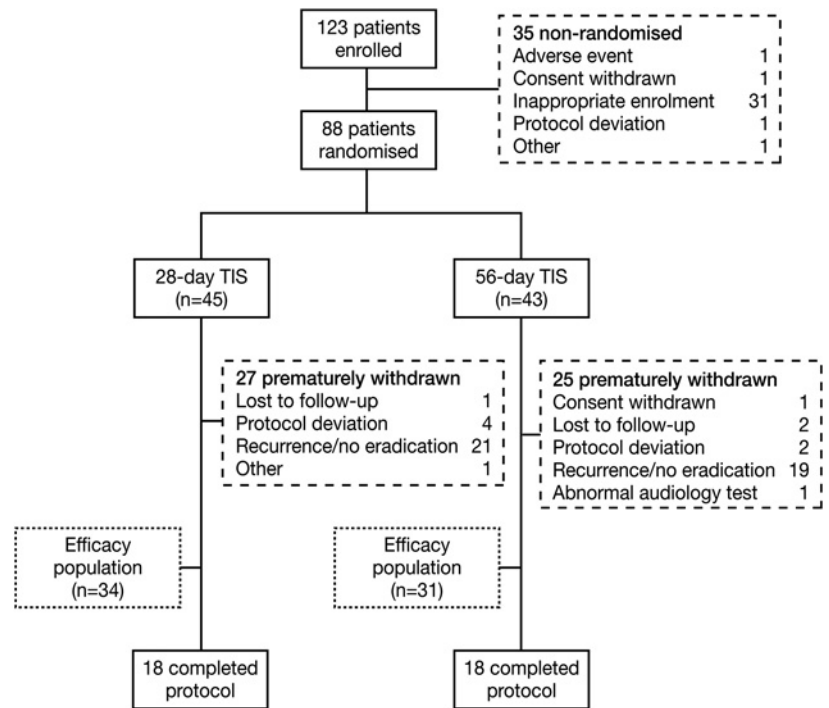 123 patients
enrolled
35 non-randomised
Adverse event 1
Consent withdrawn 1
Inappropriate enrolment 31
Protocol deviation 1
Other 1
88 patients
randomised
28-day TIS
(n=45)
56-day TIS
(n=43)
27 prematurely withdrawn
Lost to follow-up 1
Protocol deviation 4
Recurrence/no eradication 21
Other 1
25 prematurely withdrawn
Consent withdrawn 1
Lost to follow-up 2
Protocol deviation 2
Recurrence/no eradication 19
Abnormal audiology test 1
Efficacy
population
(n=34)
Efficacy
population
(n=31)
18 completed
protocol
18 completed
protocol